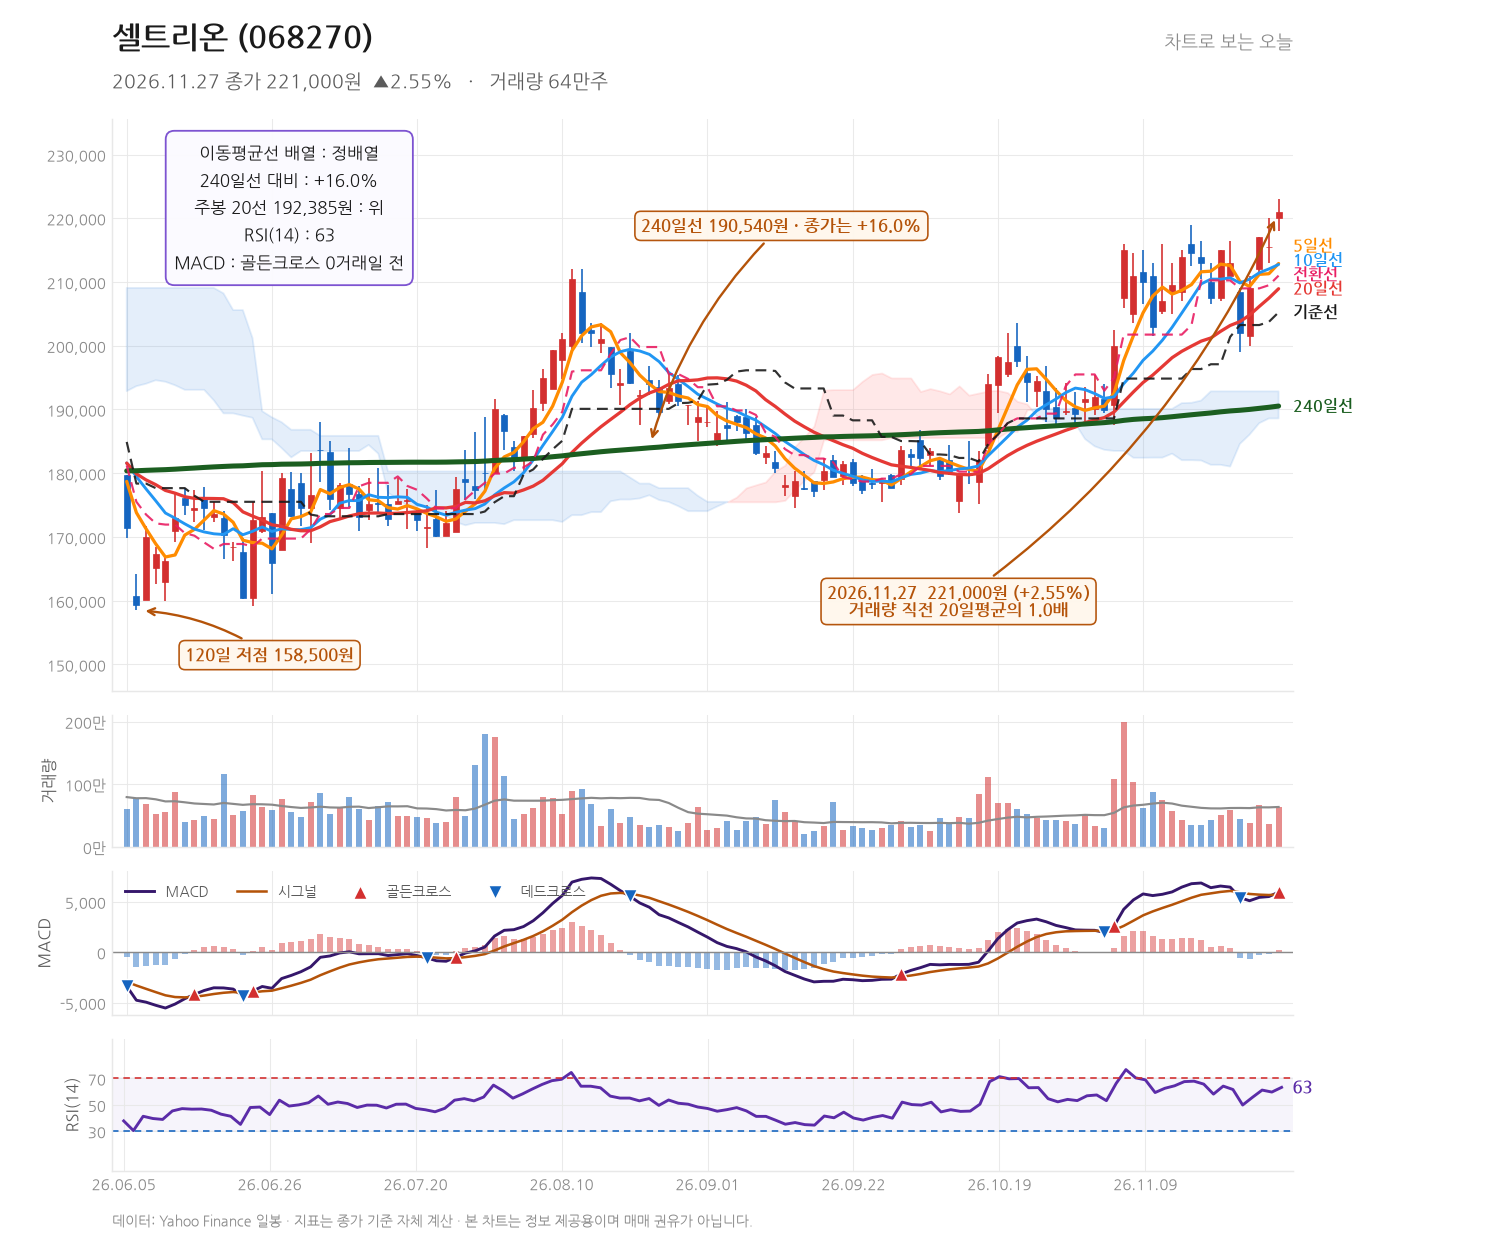 셀트리온 (068270)
차트로 보는 오늘
2026.11.27 종가 221,000원 ▲2.55% · 거래량 64만주
이동평균선 배열 : 정배열
240일선 대비 : +16.0%
주봉 20선 192,385원 : 위
RSI(14) : 63
MACD : 골든크로스 0거래일 전
240일선 190,540원 · 종가는 +16.0%
2026.11.27 221,000원 (+2.55%)
거래량 직전 20일평균의 1.0배
120일 저점 158,500원
230,000
220,000
210,000
200,000
190,000
180,000
170,000
160,000
150,000
5일선
10일선
전환선
20일선
기준선
240일선
거래량
200만
100만
0만
MACD
MACD 시그널 골든크로스 데드크로스
5,000
0
-5,000
RSI(14)
70
50
30
63
26.06.05 26.06.26 26.07.20 26.08.10 26.09.01 26.09.22 26.10.19 26.11.09
데이터: Yahoo Finance 일봉 · 지표는 종가 기준 자체 계산 · 본 차트는 정보 제공용이며 매매 권유가 아닙니다.